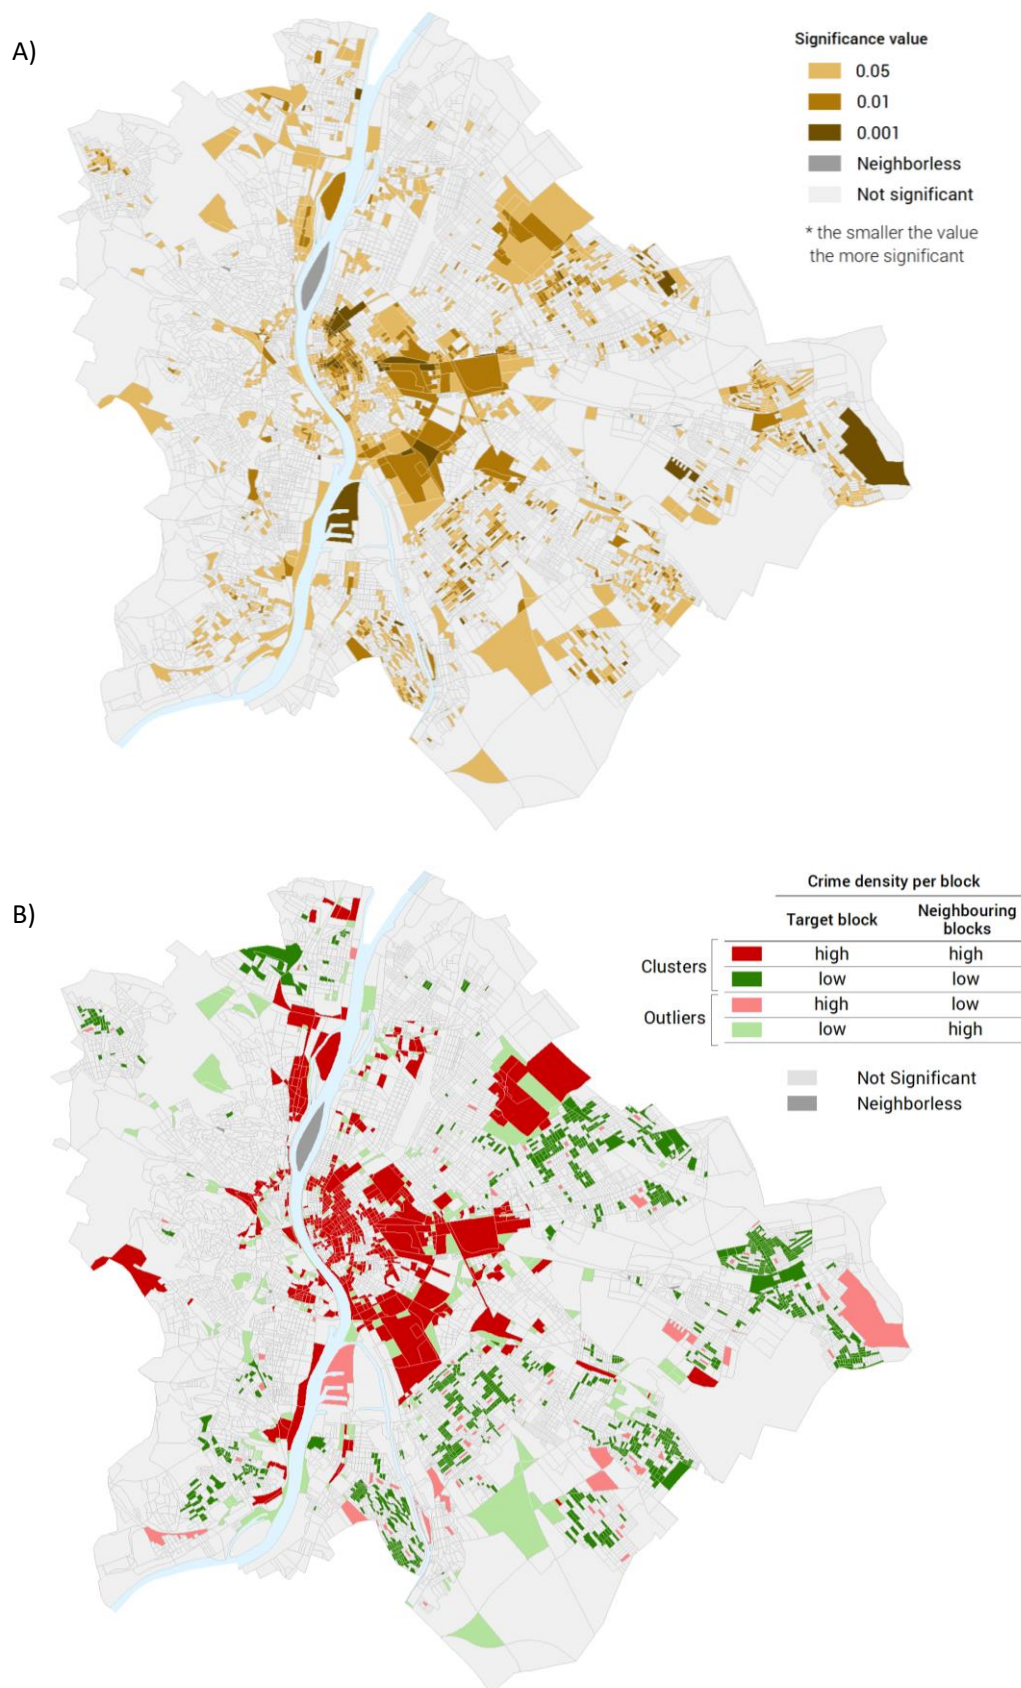 A)
Significance value
0.05
0.01
0.001
Neighborless
Not significant
* the smaller the value
the more significant
B)
Crime density per block
Target block Neighbouring blocks
Clusters
high high
low low
Outliers
high low
low high
Not Significant
Neighborless